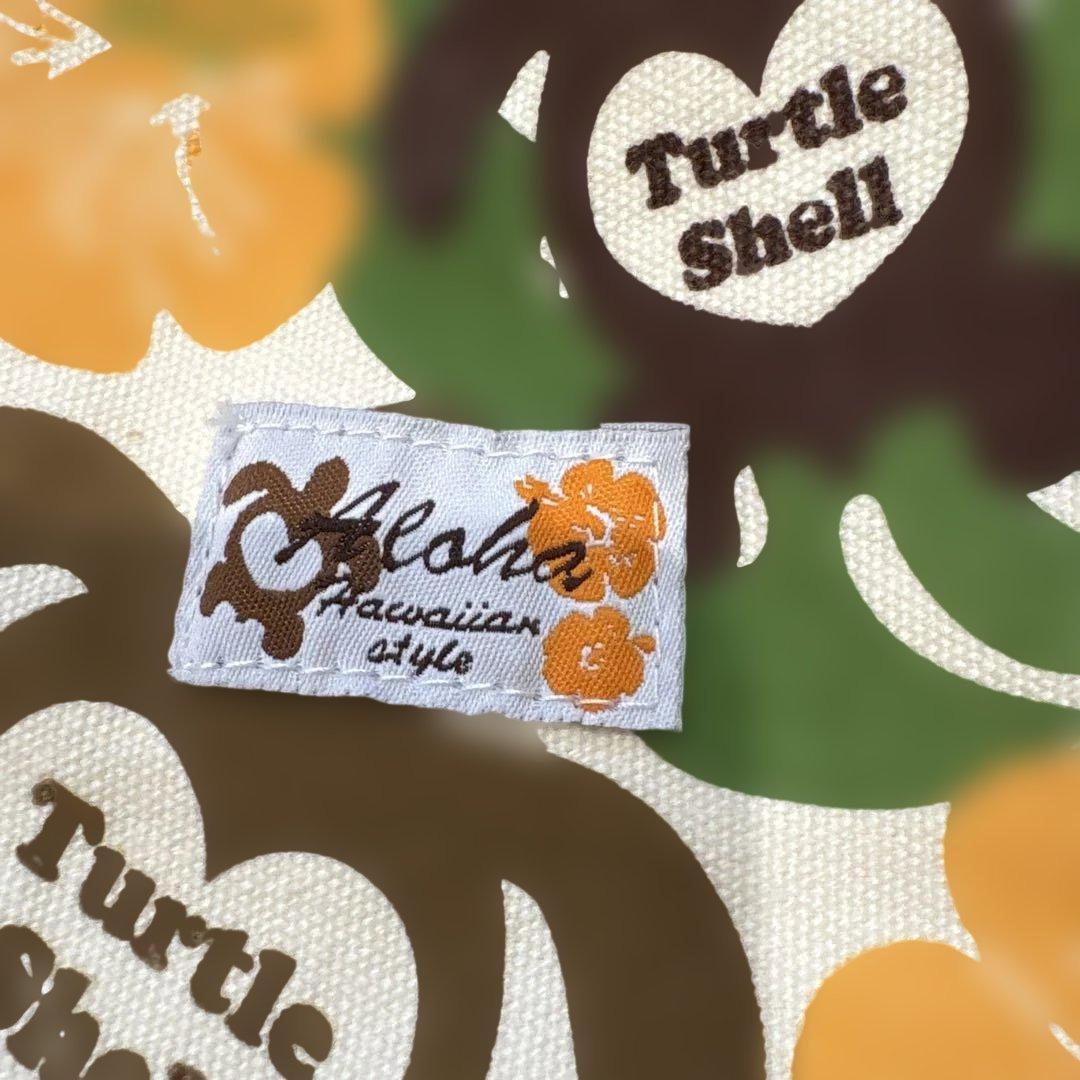 Turtle
Shell
Aloha
Hawaiian
style
Turtle